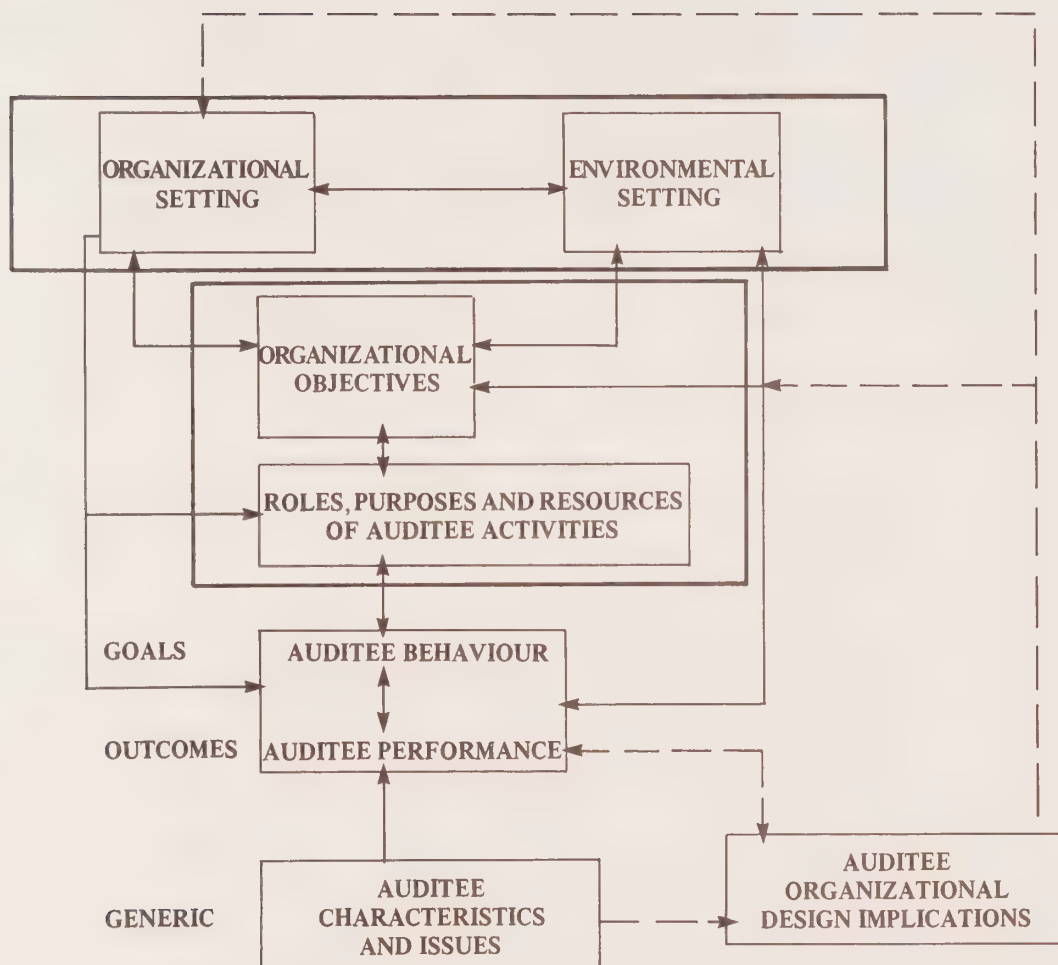 ORGANIZATIONAL
SETTING
ENVIRONMENTAL
SETTING
ORGANIZATIONAL
OBJECTIVES
ROLES, PURPOSES AND RESOURCES
OF AUDITEE ACTIVITIES
GOALS
AUDITEE BEHAVIOUR
OUTCOMES
AUDITEE PERFORMANCE
GENERIC
AUDITEE
CHARACTERISTICS
AND ISSUES
AUDITEE
ORGANIZATIONAL
DESIGN IMPLICATIONS